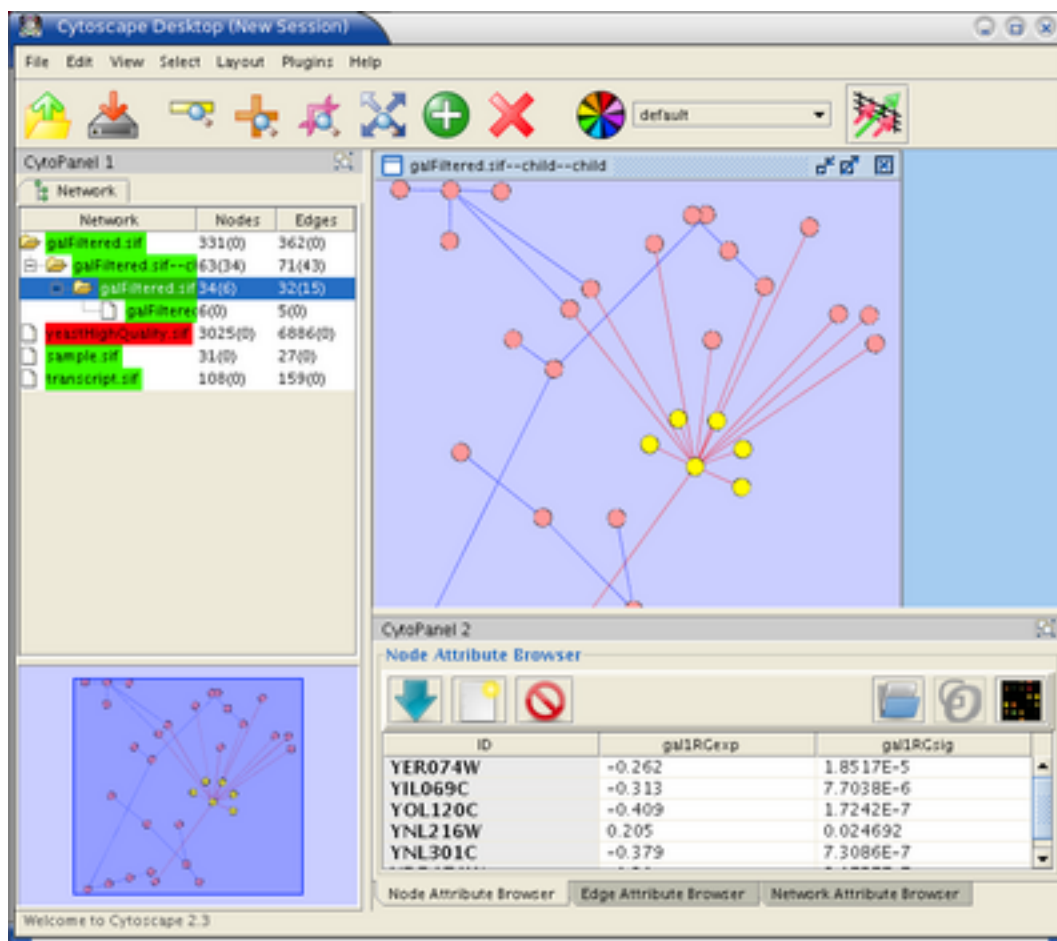 Cytoscape Desktop (New Session)
File Edit View Select Layout Plugins Help
default
CytoPanel 1
Network
Network Nodes Edges
galFiltered.sif 331(0) 362(0)
galFiltered.sif--ch 63(34) 71(43)
galFiltered.sif 34(6) 32(15)
galFiltered 6(0) 5(0)
yeastHighQuality.sif 3025(0) 6886(0)
sample.sif 31(0) 27(0)
transcript.sif 108(0) 159(0)
galFiltered.sif--child--child
CytoPanel 2
Node Attribute Browser
ID gal1RGexp gal1RGsig
YER074W -0.262 1.8517E-5
YIL069C -0.313 7.7038E-6
YOL120C -0.409 1.7242E-7
YNL216W 0.205 0.024692
YNL301C -0.379 7.3086E-7
Node Attribute Browser Edge Attribute Browser Network Attribute Browser
Welcome to Cytoscape 2.3